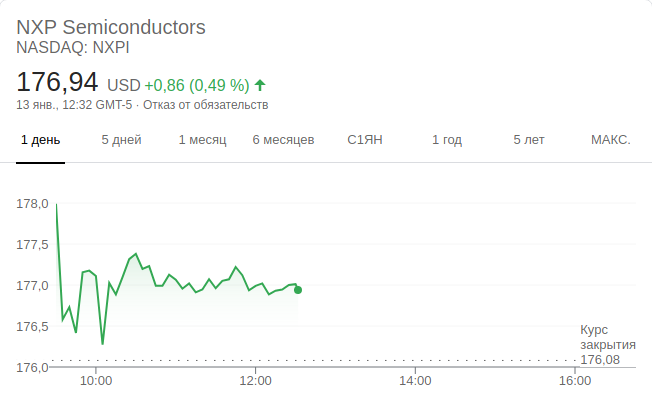 NXP Semiconductors
NASDAQ: NXPI
176,94 USD +0,86 (0,49 %)
13 янв., 12:32 GMT-5 · Отказ от обязательств
1 день 5 дней 1 месяц 6 месяцев С1ЯН 1 год 5 лет МАКС.
178,0
177,5
177,0
176,5
176,0
Курс
закрытия
176,08
10:00 12:00 14:00 16:00